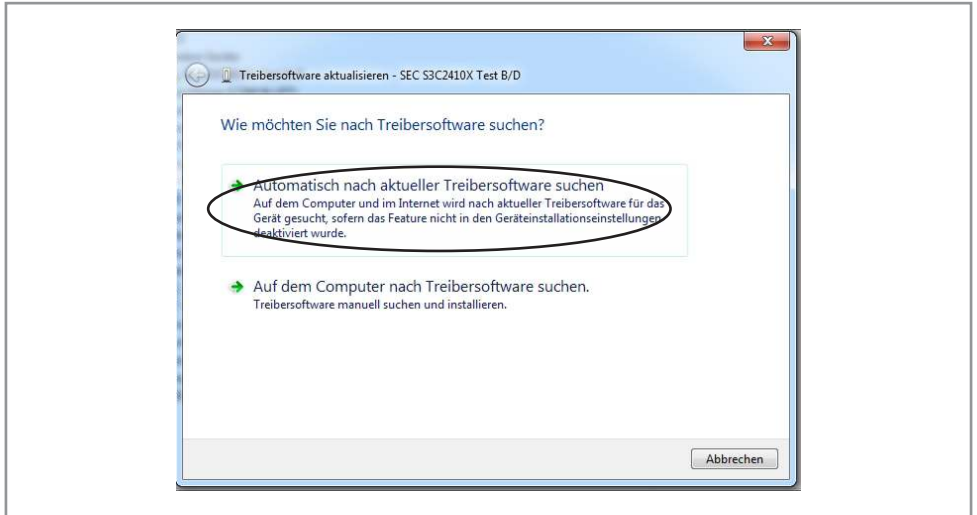 Treibersoftware aktualisieren - SEC S3C2410X Test B/D
Wie möchten Sie nach Treibersoftware suchen?
Automatisch nach aktueller Treibersoftware suchen
Auf dem Computer und im Internet wird nach aktueller Treibersoftware für das
Gerät gesucht, sofern das Feature nicht in den Geräteinstallationseinstellungen
deaktiviert wurde.
Auf dem Computer nach Treibersoftware suchen.
Treibersoftware manuell suchen und installieren.
Abbrechen